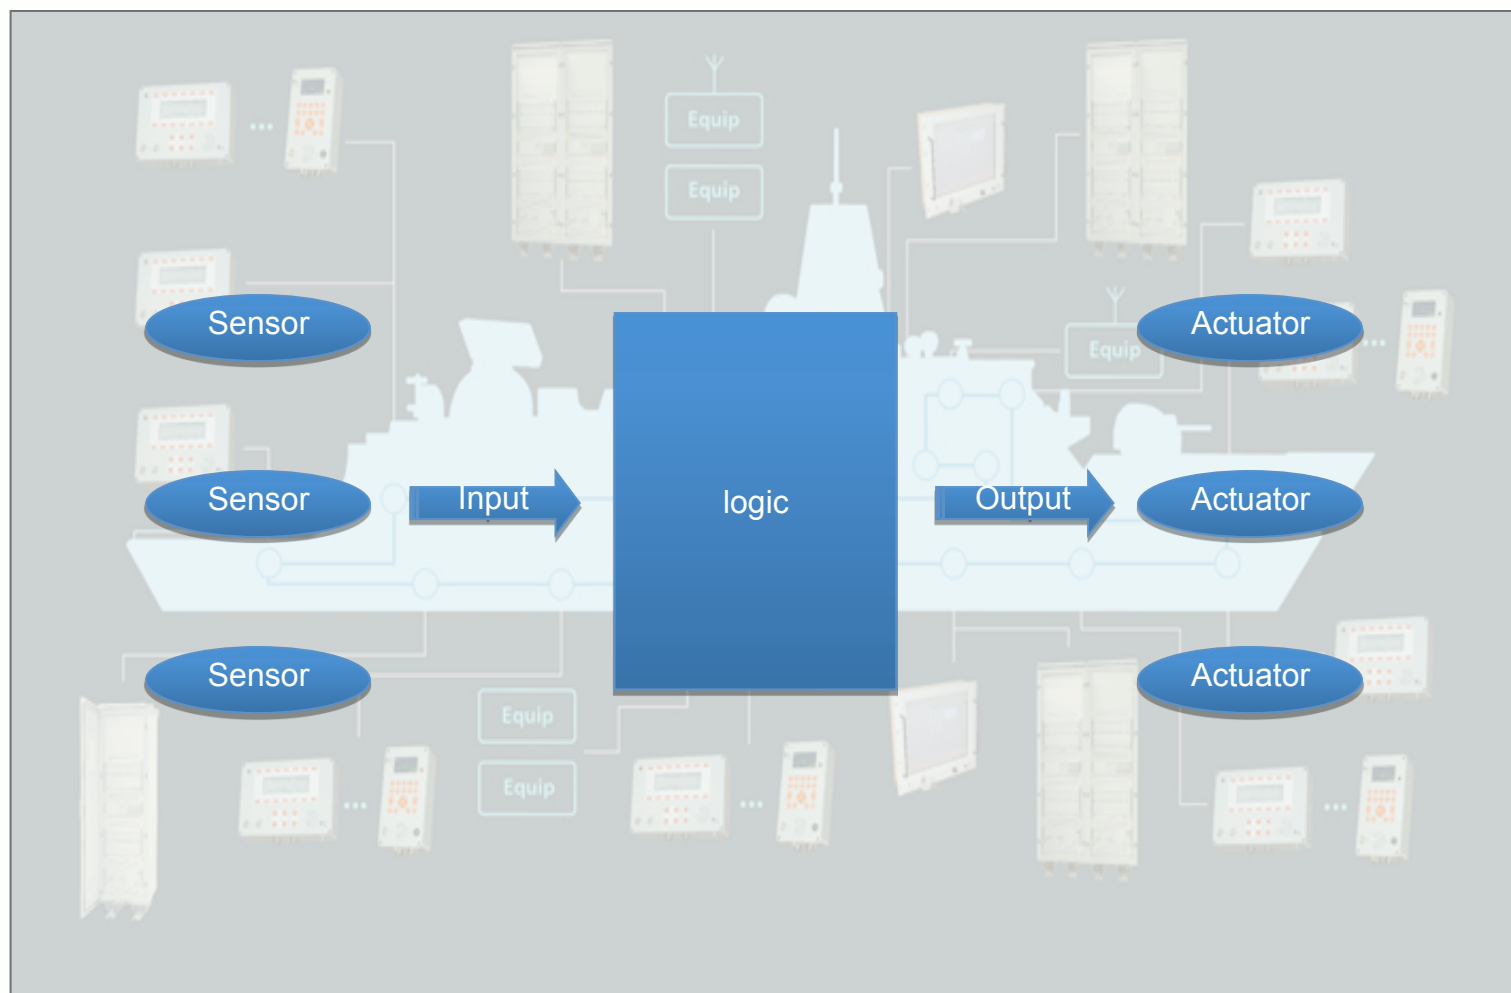 Equip
Equip
Sensor
Actuator
Equip
Sensor
Input
logic
Output
Actuator
Sensor
Actuator
Equip
Equip